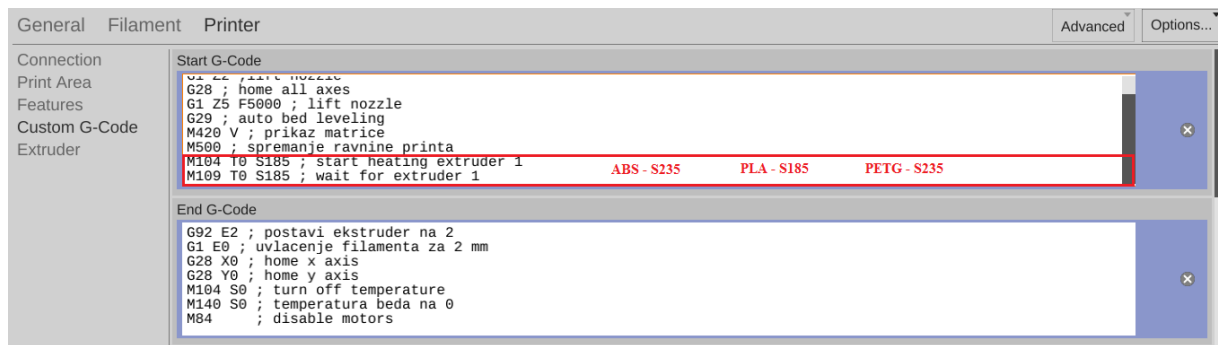 General Filament Printer Advanced Options...
Connection
Print Area
Features
Custom G-Code
Extruder
Start G-Code
G1 Z2 ;lift nozzle
G28 ; home all axes
G1 Z5 F5000 ; lift nozzle
G29 ; auto bed leveling
M420 V ; prikaz matrice
M500 ; spremanje ravnine printa
M104 T0 S185 ; start heating extruder 1
M109 T0 S185 ; wait for extruder 1
ABS - S235 PLA - S185 PETG - S235
End G-Code
G92 E2 ; postavi ekstruder na 2
G1 E0 ; uvlacenje filamenta za 2 mm
G28 X0 ; home x axis
G28 Y0 ; home y axis
M104 S0 ; turn off temperature
M140 S0 ; temperatura beda na 0
M84 ; disable motors